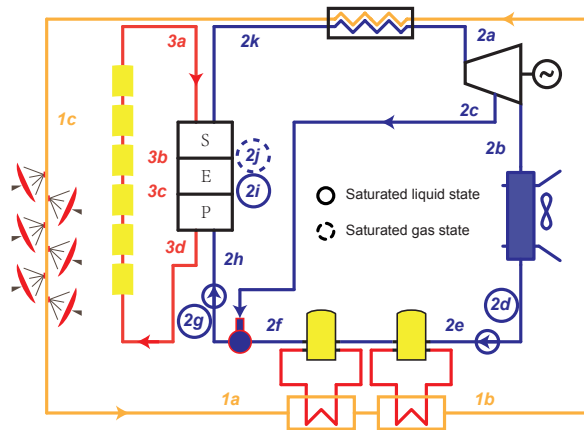 3a
2k
2a
1c
2c
2b
S
3b
E
2j
3c
2i
P
3d
2h
Saturated liquid state
Saturated gas state
~
2g
2f
2e
2d
1a
1b